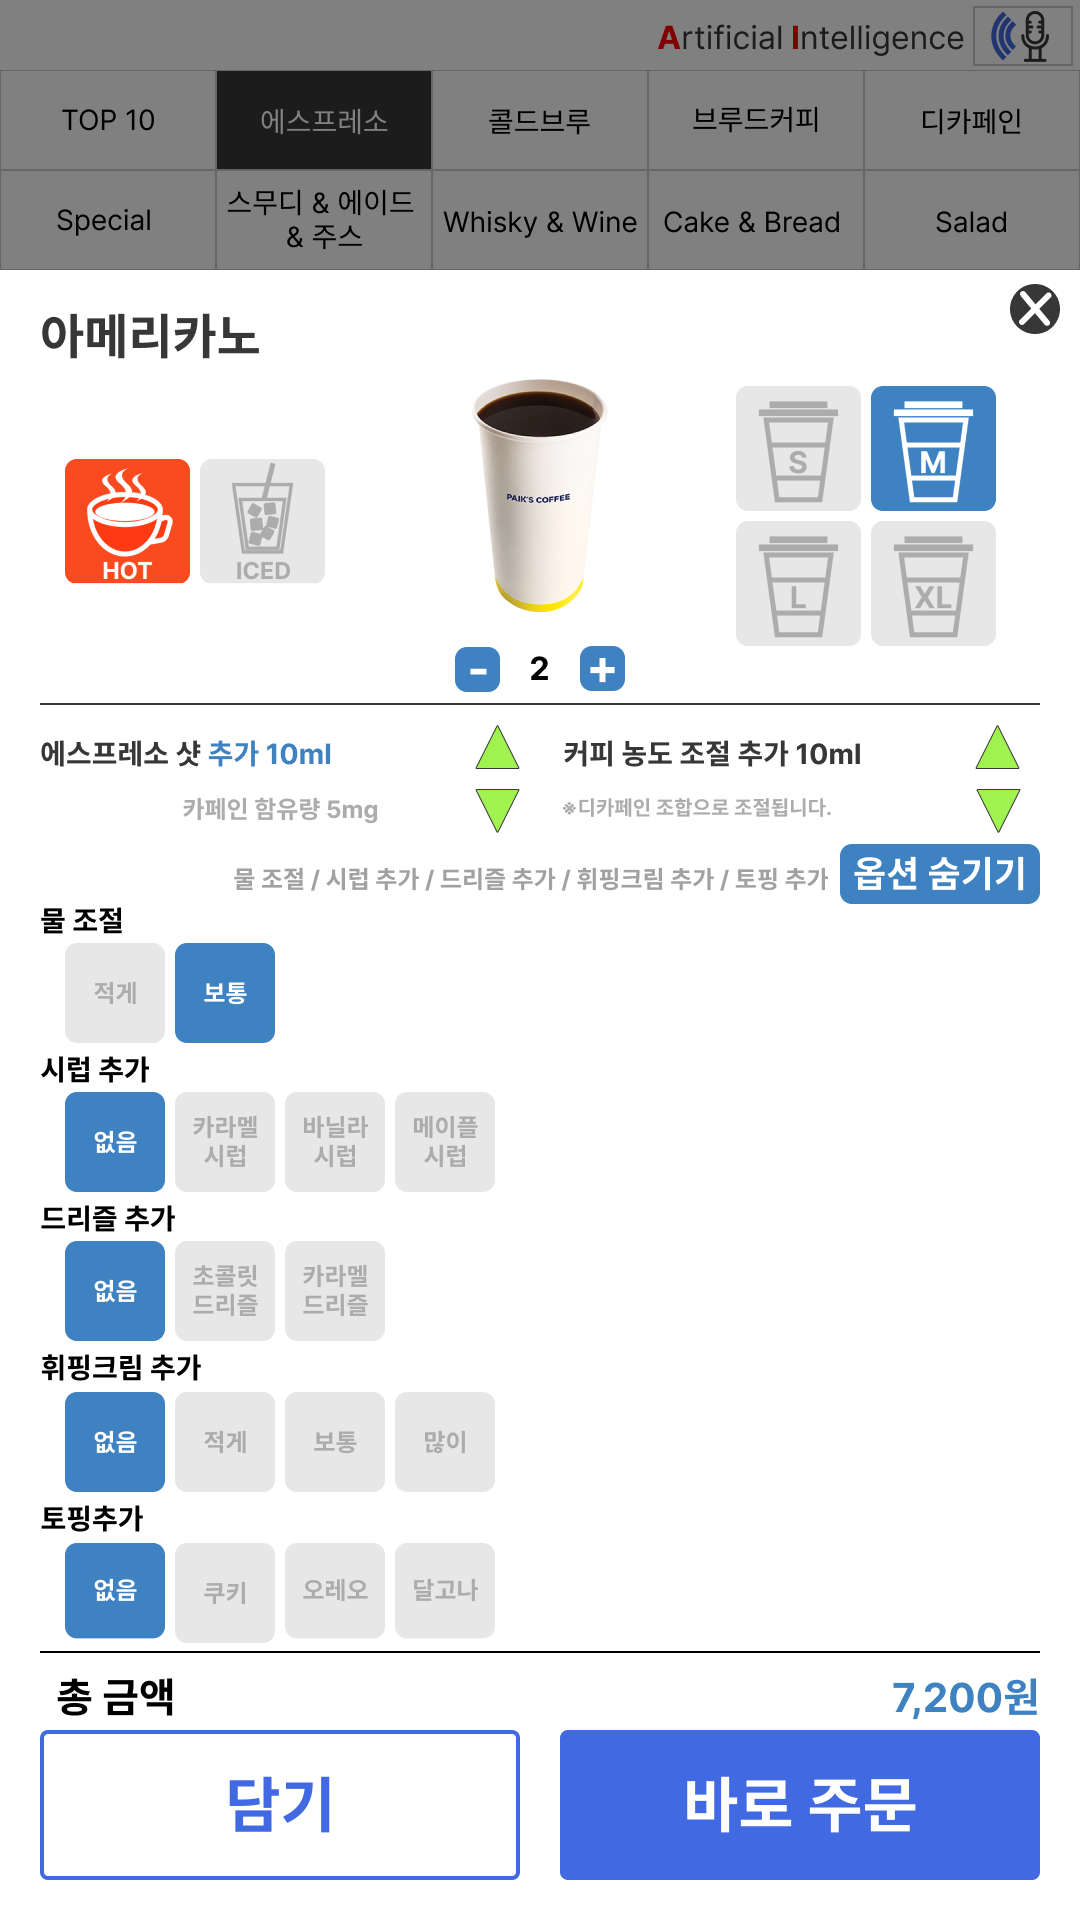 Artificial Intelligence
TOP 10
에스프레소
콜드브루
브루드커피
디카페인
Special
스무디 & 에이드
& 주스
Whisky & Wine
Cake & Bread
Salad
아메리카노
HOT
ICED
PAIK'S COFFEE
S
M
L
XL
-
2
+
에스프레소 샷 추가 10ml
카페인 함유량 5mg
커피 농도 조절 추가 10ml
※디카페인 조합으로 조절됩니다.
물 조절 / 시럽 추가 / 드리즐 추가 / 휘핑크림 추가 / 토핑 추가
옵션 숨기기
물 조절
적게
보통
시럽 추가
없음
카라멜
시럽
바닐라
시럽
메이플
시럽
드리즐 추가
없음
초콜릿
드리즐
카라멜
드리즐
휘핑크림 추가
없음
적게
보통
많이
토핑추가
없음
쿠키
오레오
달고나
총 금액
7,200원
담기
바로 주문